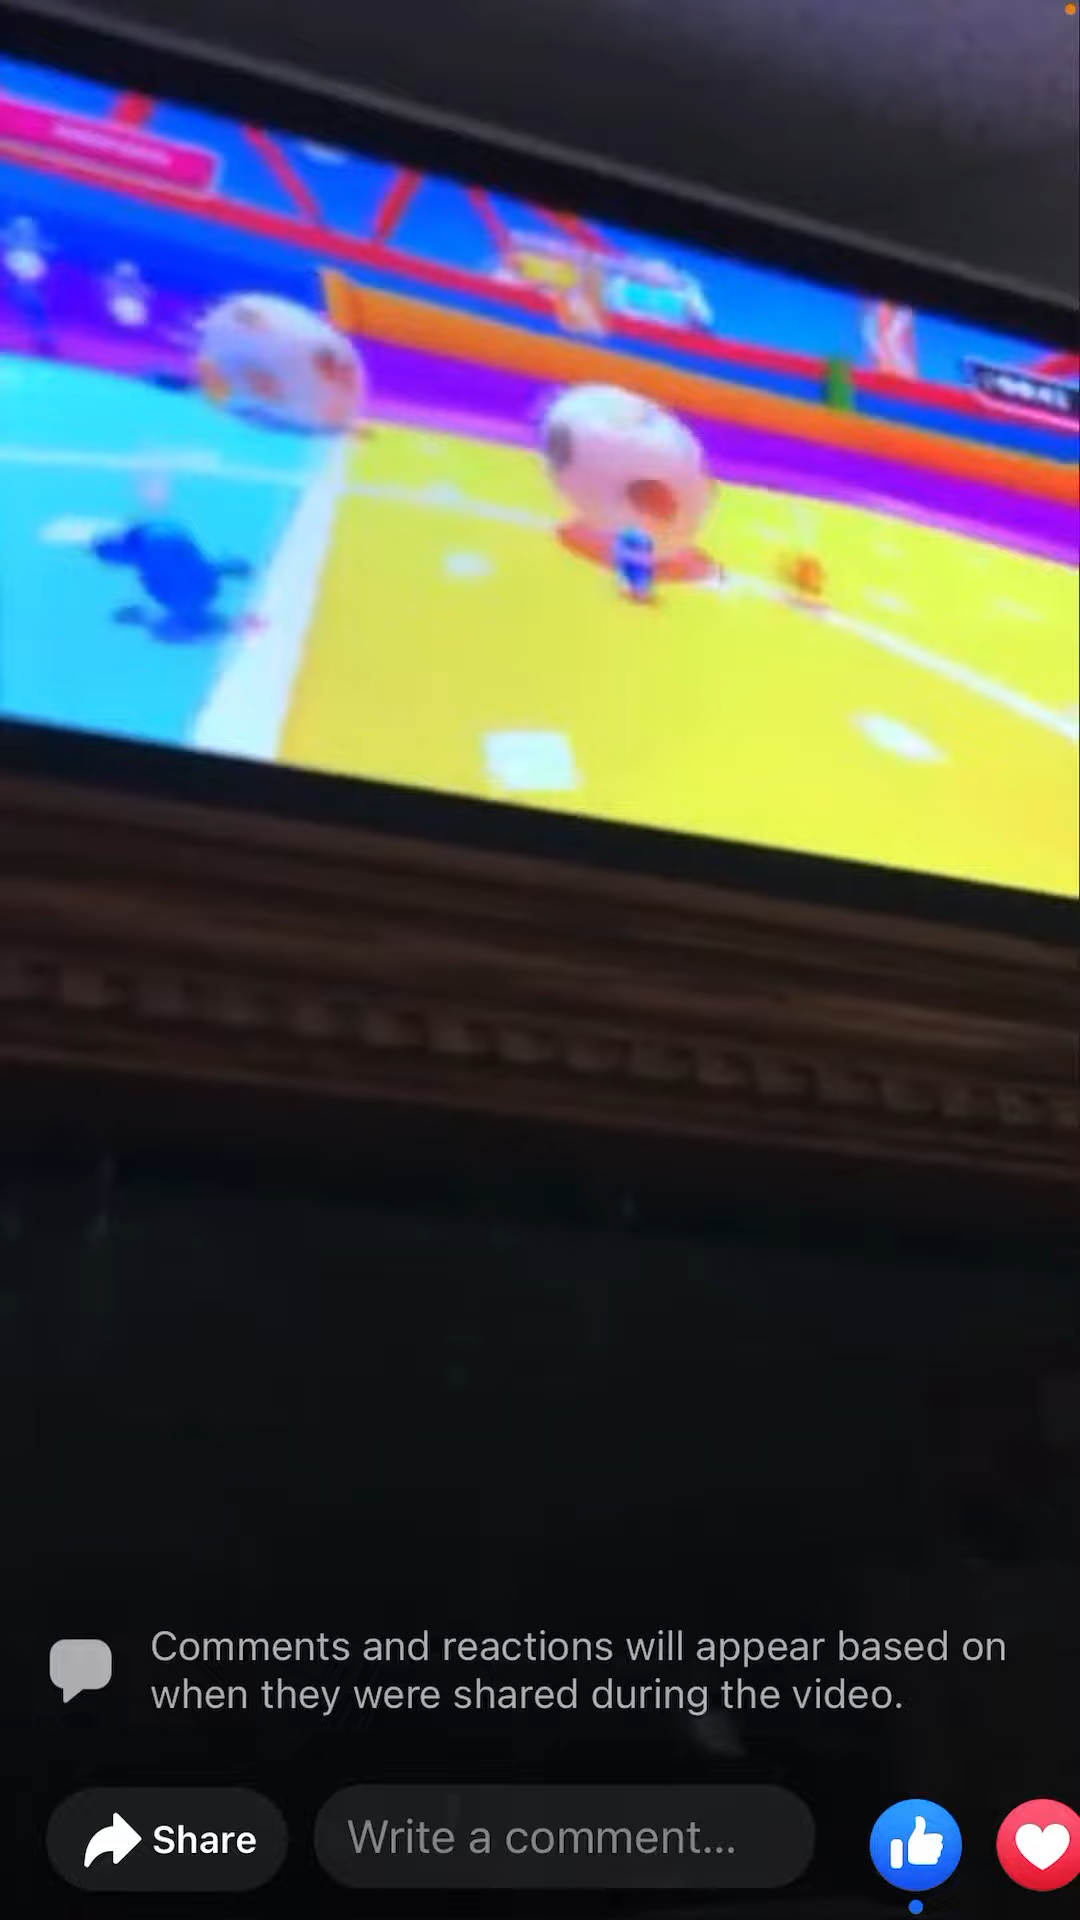 Comments and reactions will appear based on
when they were shared during the video.
Share
Write a comment...